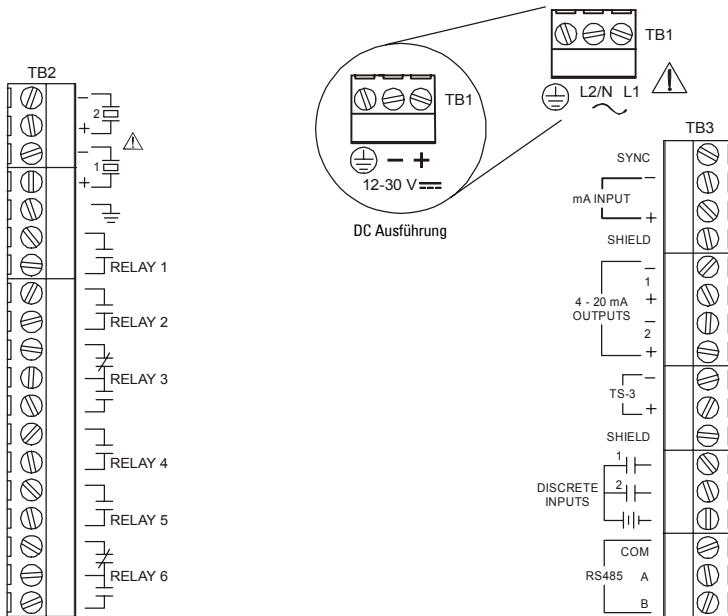 TB1
L2/N L1
TB1
− +
12-30 V
DC Ausführung
TB2
−
2
+
−
1
+
RELAY 1
RELAY 2
RELAY 3
RELAY 4
RELAY 5
RELAY 6
TB3
SYNC
−
mA INPUT
+
SHIELD
−
1
+
4 - 20 mA
OUTPUTS
−
2
+
−
TS-3
+
SHIELD
1
2
DISCRETE
INPUTS
COM
RS485 A
B